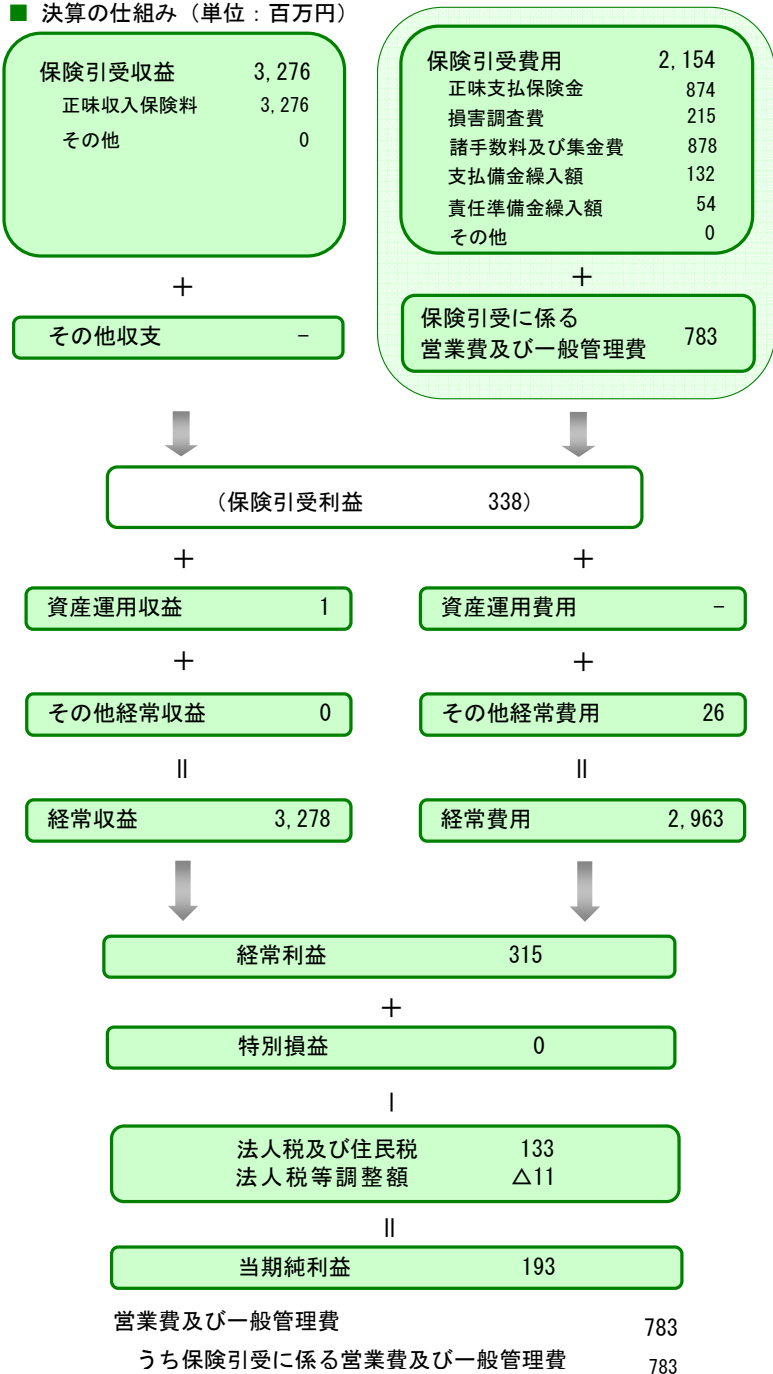 ■ 決算の仕組み（単位：百万円）
保険引受収益 3,276
正味収入保険料 3,276
その他 0
＋
その他収支 −
保険引受費用 2,154
正味支払保険金 874
損害調査費 215
諸手数料及び集金費 878
支払備金繰入額 132
責任準備金繰入額 54
その他 0
＋
保険引受に係る
営業費及び一般管理費 783
（保険引受利益 338）
＋ ＋
資産運用収益 1 資産運用費用 −
＋ ＋
その他経常収益 0 その他経常費用 26
＝ ＝
経常収益 3,278 経常費用 2,963
経常利益 315
＋
特別損益 0
－
法人税及び住民税 133
法人税等調整額 △11
＝
当期純利益 193
営業費及び一般管理費 783
うち保険引受に係る営業費及び一般管理費 783